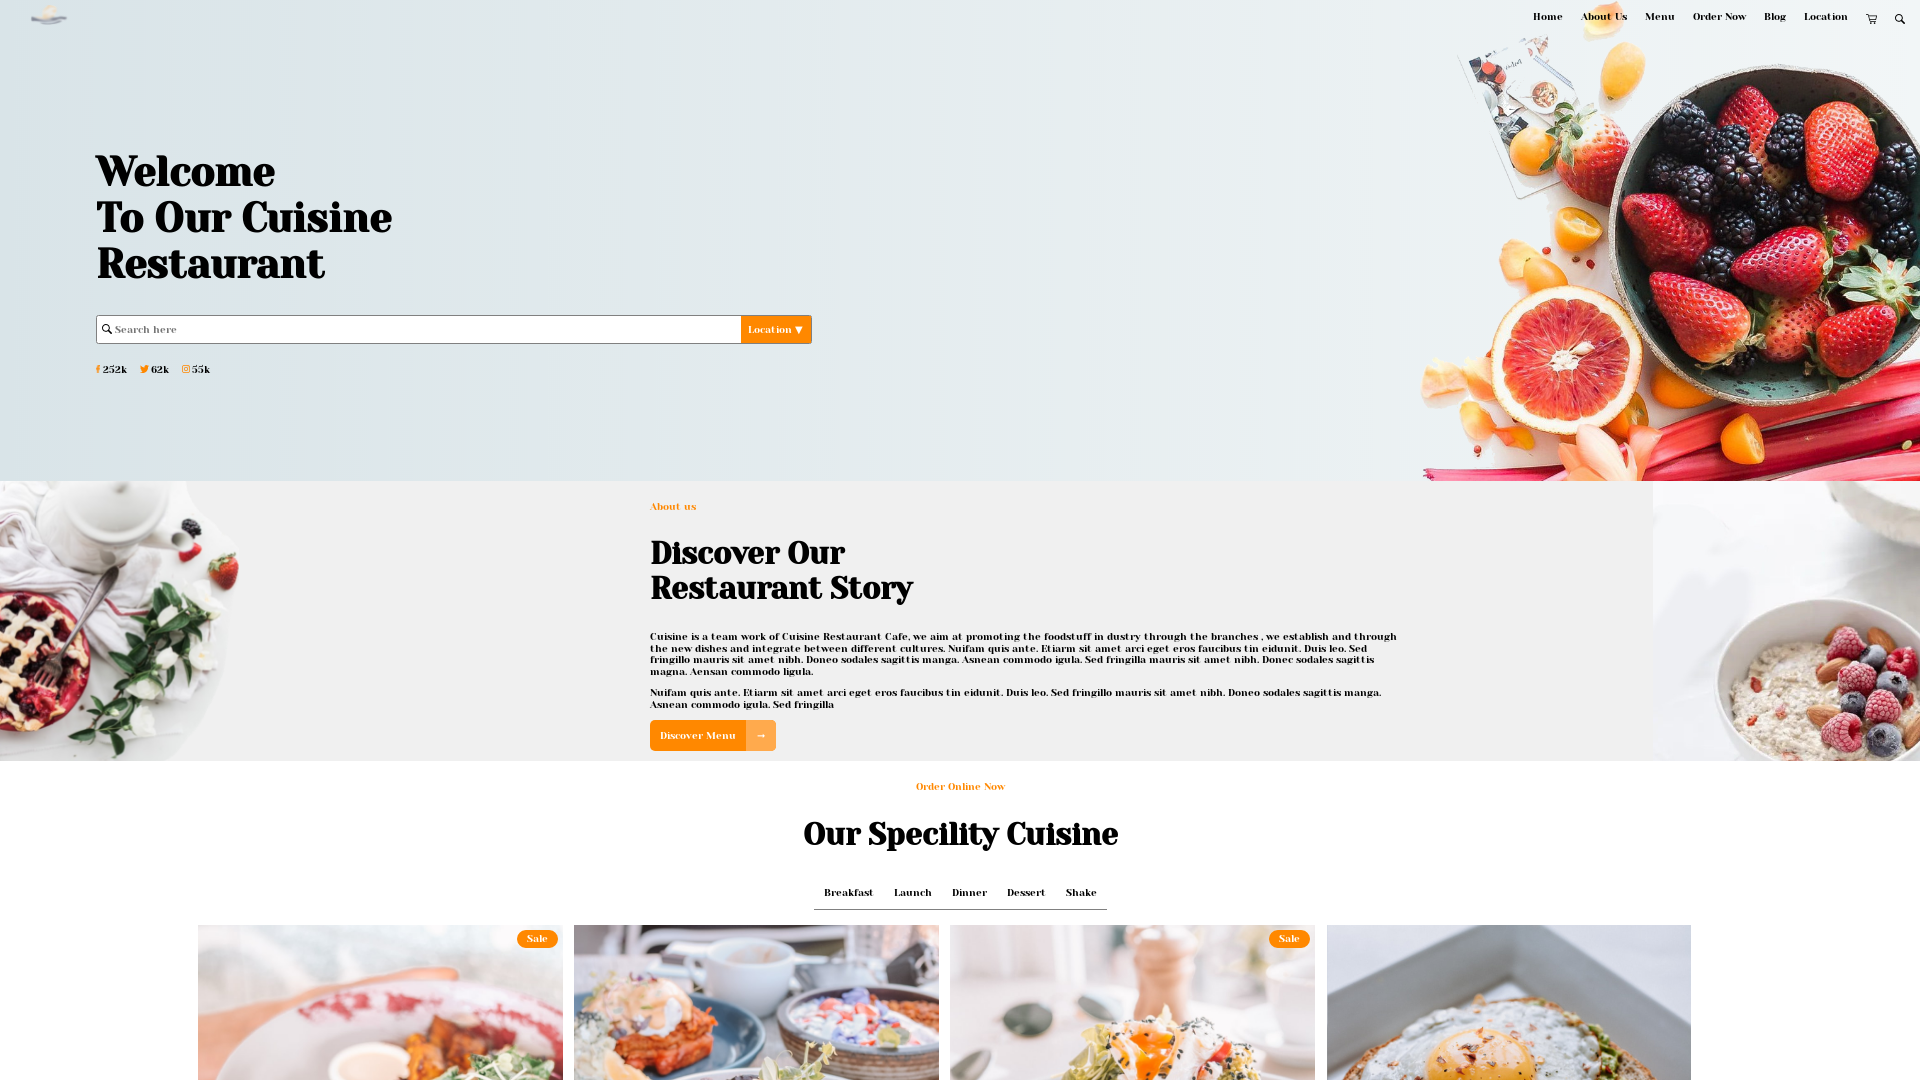 Home About Us Menu Order Now Blog Location
Welcome
To Our Cuisine
Restaurant
Search here Location ▼
252k 62k 55k
About us
Discover Our
Restaurant Story
Cuisine is a team work of Cuisine Restaurant Cafe, we aim at promoting the foodstuff in dustry through the branches , we establish and through
the new dishes and integrate between different cultures. Nuifam quis ante. Etiarm sit amet arci eget eros faucibus tin eidunit. Duis leo. Sed
fringillo mauris sit amet nibh. Doneo sodales sagittis manga. Asnean commodo igula. Sed fringilla mauris sit amet nibh. Donec sodales sagittis
magna. Aensan commodo ligula.
Nuifam quis ante. Etiarm sit amet arci eget eros faucibus tin eidunit. Duis leo. Sed fringillo mauris sit amet nibh. Doneo sodales sagittis manga.
Asnean commodo igula. Sed fringilla
Discover Menu →
Order Online Now
Our Specility Cuisine
Breakfast Launch Dinner Dessert Shake
Sale
Sale